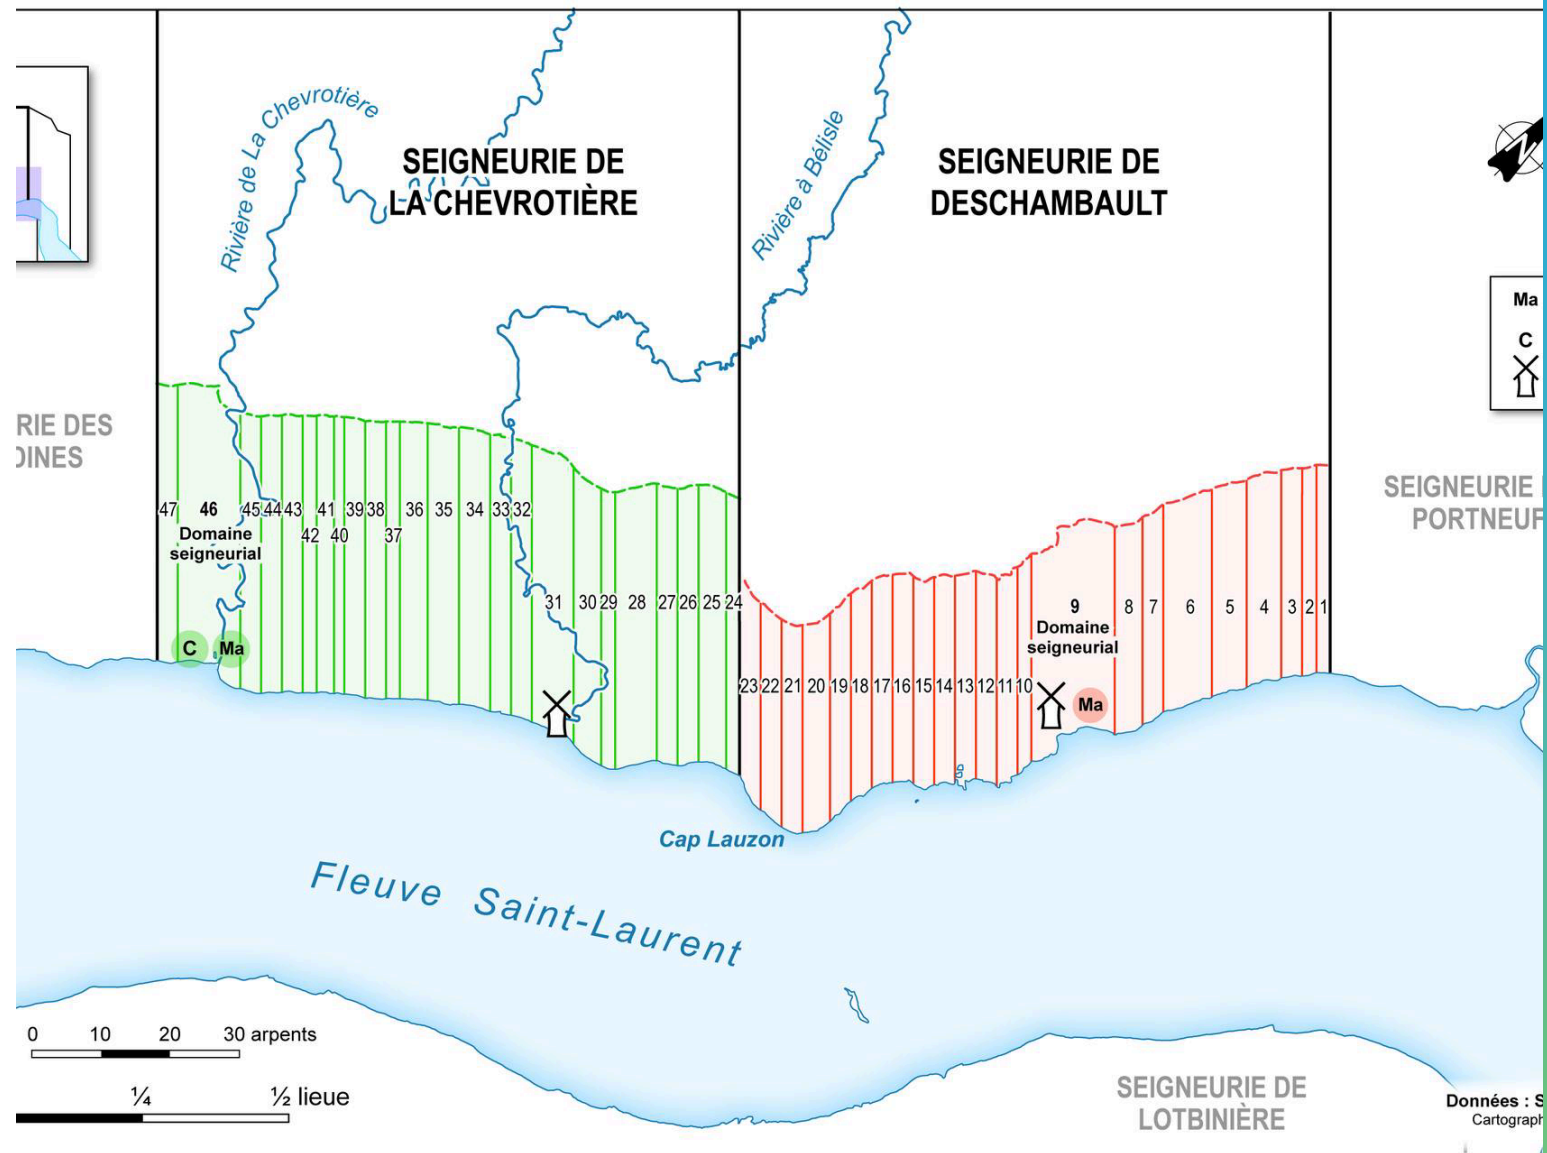 Rivière de La Chevrotière
SEIGNEURIE DE
LA CHEVROTIÈRE
Rivière à Bélisle
SEIGNEURIE DE
DESCHAMBAULT
N
Ma
C
RIE DES
OINES
SEIGNEURIE
PORTNEUF
47 46 45 44 43 41 39 38 36 35 34 33 32
42 40 37
Domaine
seigneurial
31 30 29 28 27 26 25 24
9 8 7 6 5 4 3 2 1
Domaine
seigneurial
C Ma
23 22 21 20 19 18 17 16 15 14 13 12 11 10
Ma
Cap Lauzon
Fleuve Saint-Laurent
0 10 20 30 arpents
¼ ½ lieue
SEIGNEURIE DE
LOTBINIÈRE
Données : S
Cartograph